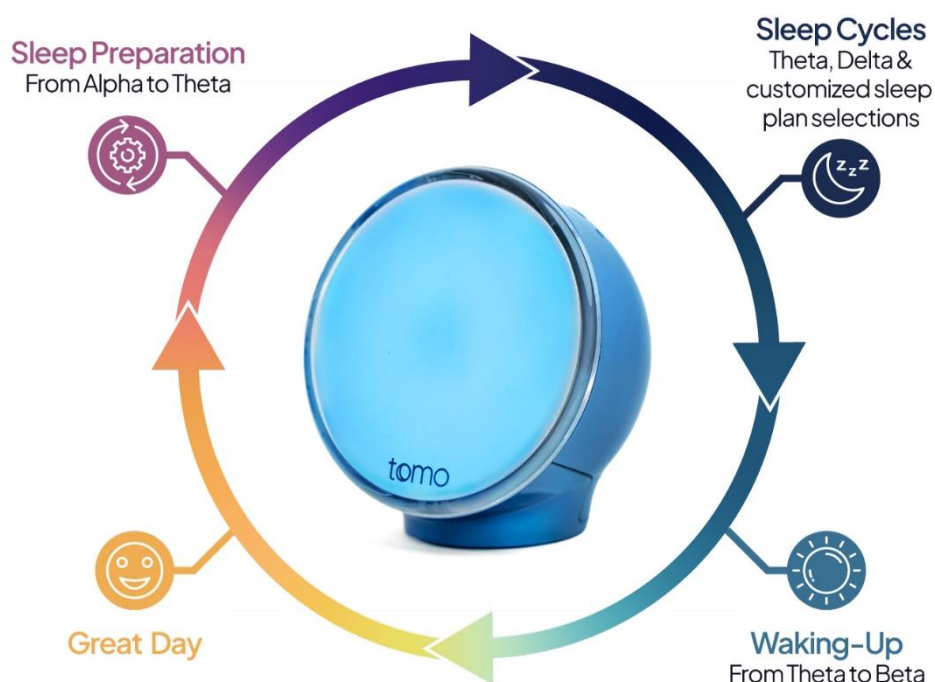 Sleep Preparation
From Alpha to Theta
Sleep Cycles
Theta, Delta &
customized sleep
plan selections
z z z
tomo
Great Day
Waking-Up
From Theta to Beta